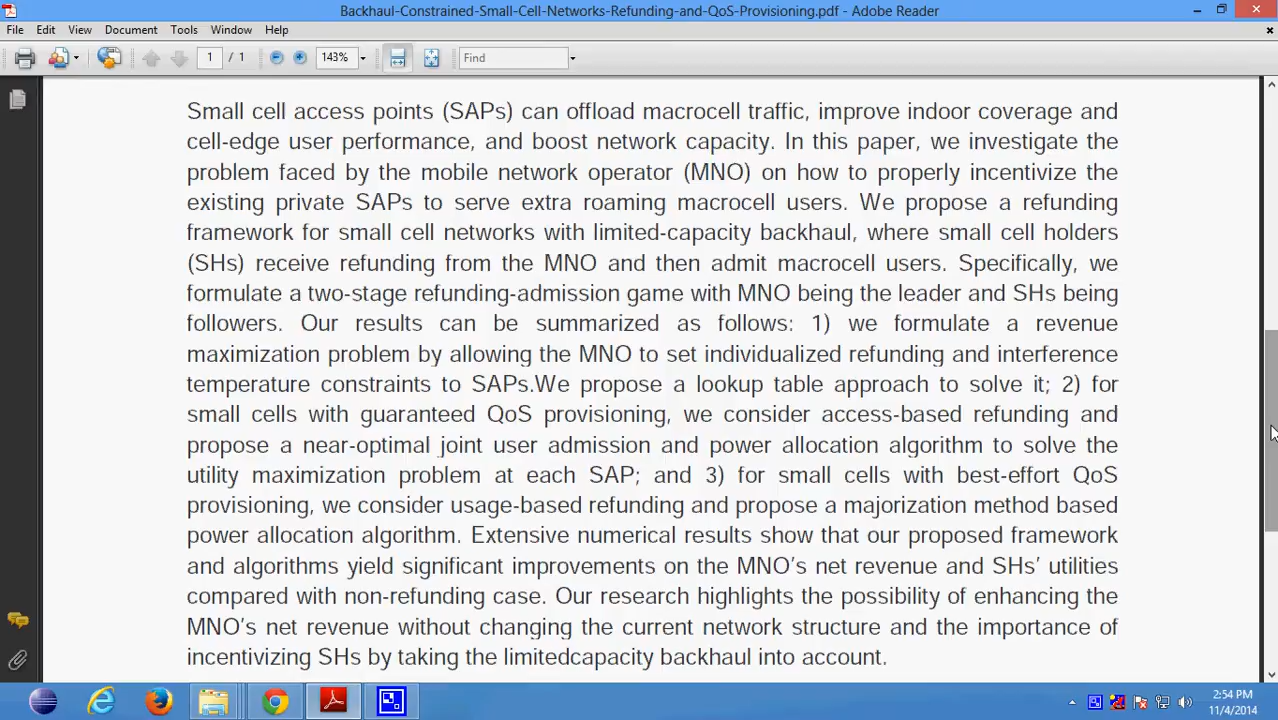 Backhaul-Constrained-Small-Cell-Networks-Refunding-and-QoS-Provisioning.pdf - Adobe Reader
File Edit View Document Tools Window Help
1 / 1 143% Find
Small cell access points (SAPs) can offload macrocell traffic, improve indoor coverage and
cell-edge user performance, and boost network capacity. In this paper, we investigate the
problem faced by the mobile network operator (MNO) on how to properly incentivize the
existing private SAPs to serve extra roaming macrocell users. We propose a refunding
framework for small cell networks with limited-capacity backhaul, where small cell holders
(SHs) receive refunding from the MNO and then admit macrocell users. Specifically, we
formulate a two-stage refunding-admission game with MNO being the leader and SHs being
followers. Our results can be summarized as follows: 1) we formulate a revenue
maximization problem by allowing the MNO to set individualized refunding and interference
temperature constraints to SAPs.We propose a lookup table approach to solve it; 2) for
small cells with guaranteed QoS provisioning, we consider access-based refunding and
propose a near-optimal joint user admission and power allocation algorithm to solve the
utility maximization problem at each SAP; and 3) for small cells with best-effort QoS
provisioning, we consider usage-based refunding and propose a majorization method based
power allocation algorithm. Extensive numerical results show that our proposed framework
and algorithms yield significant improvements on the MNO's net revenue and SHs' utilities
compared with non-refunding case. Our research highlights the possibility of enhancing the
MNO's net revenue without changing the current network structure and the importance of
incentivizing SHs by taking the limitedcapacity backhaul into account.
2:54 PM
11/4/2014